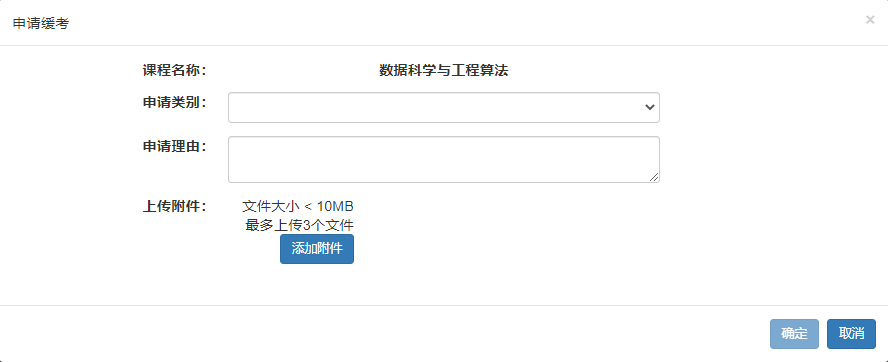 申请缓考 ×
课程名称： 数据科学与工程算法
申请类别：
申请理由：
上传附件： 文件大小 < 10MB
最多上传3个文件
添加附件
确定 取消